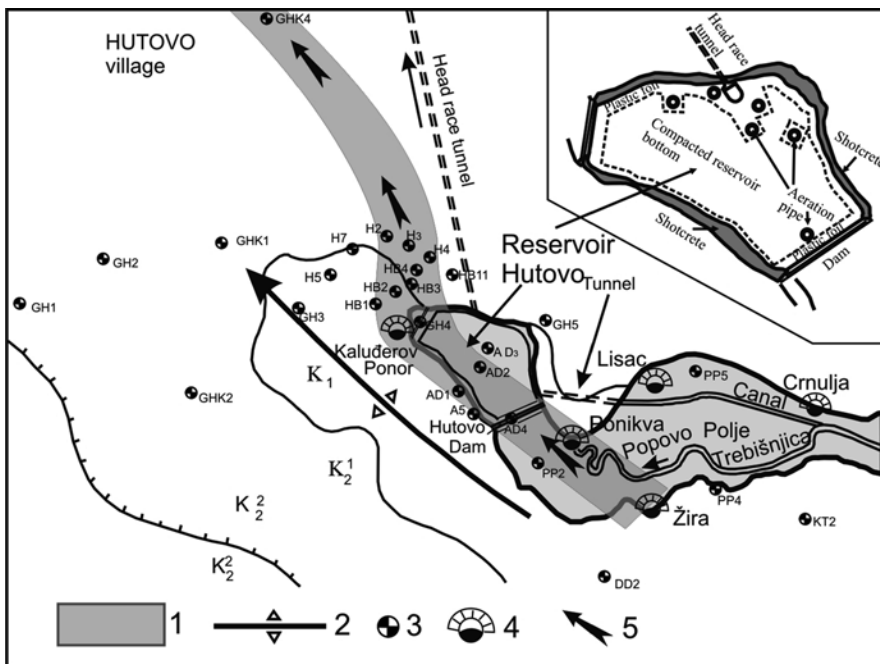 GHK4
HUTOVO
village
Head race tunnel
Head race
tunnel
Plastic foil
Compacted reservoir
bottom
Shotcrete
Aeration
pipe
Shotcrete
Plastic foil
Dam
GHK1
GH2
GH1
H7
H2
H3
H4
H5
HB4
HB11
HB2
HB3
HB1
GH3
GH4
Reservoir
Hutovo
Tunnel
GH5
Kaluđerov
Ponor
A D3
AD2
AD1
A5
AD4
Hutovo
Dam
Lisac
PP5
Crnulja
Canal
Ponikva
Popovo
Polje
Trebišnjica
PP2
PP4
Žira
KT2
DD2
GHK2
K1
K2 1
K2 2
K2 2
1
2
3
4
5